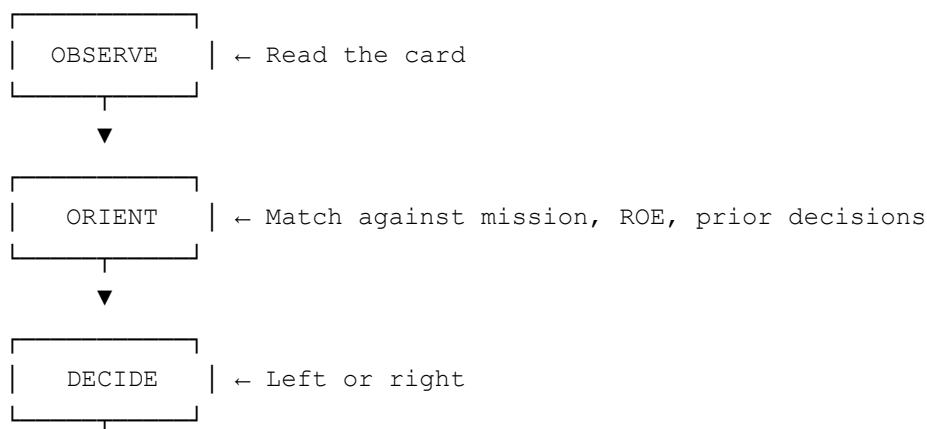 OBSERVE ← Read the card
▼
ORIENT ← Match against mission, ROE, prior decisions
▼
DECIDE ← Left or right